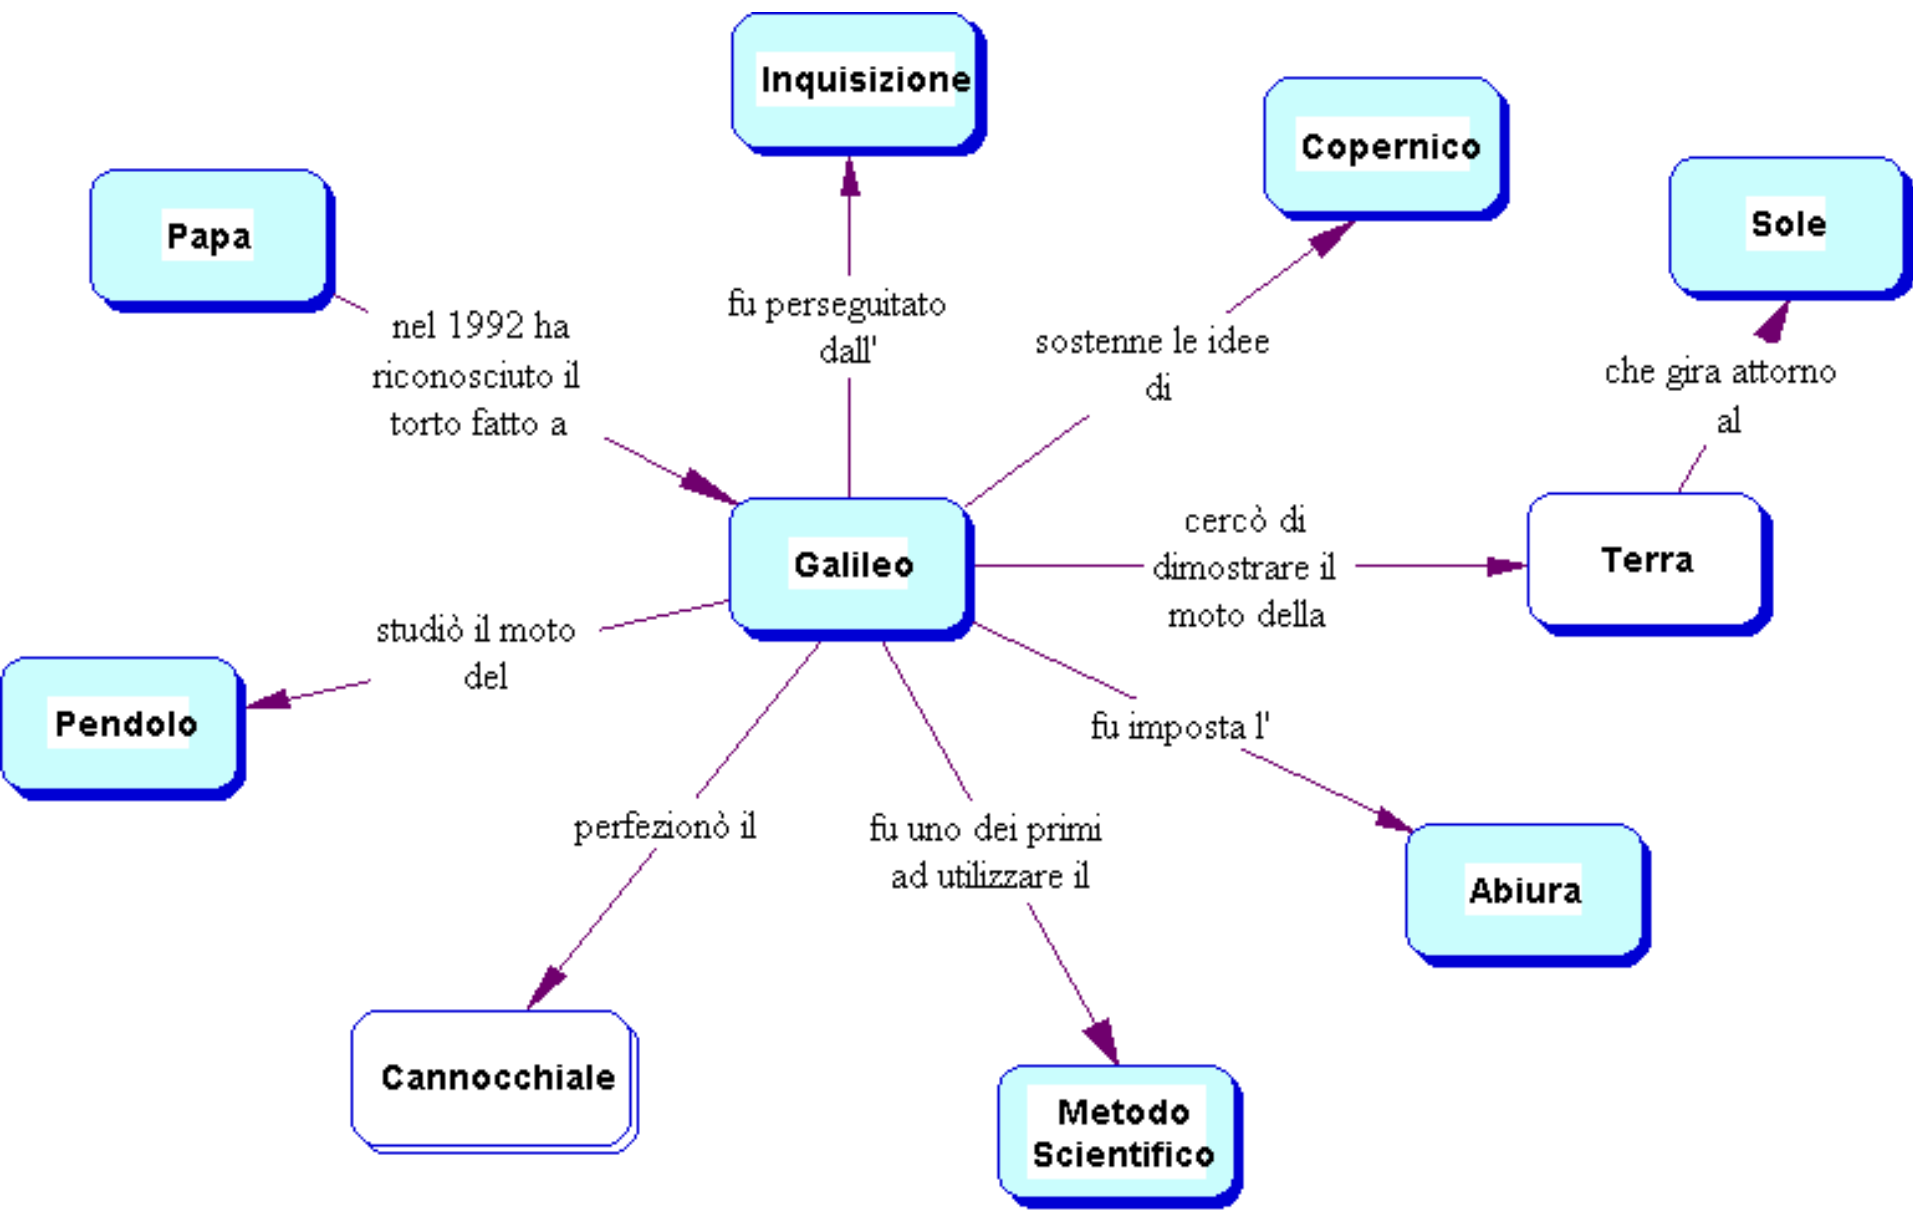 Inquisizione
Copernico
Papa
Sole
nel 1992 ha
riconosciuto il
torto fatto a
fu perseguitato
dall'
sostenne le idee
di
che gira attorno
al
Galileo
cercò di
dimostrare il
moto della
Terra
studiò il moto
del
Pendolo
fu imposta l'
perfezionò il
fu uno dei primi
ad utilizzare il
Abiura
Cannocchiale
Metodo
Scientifico